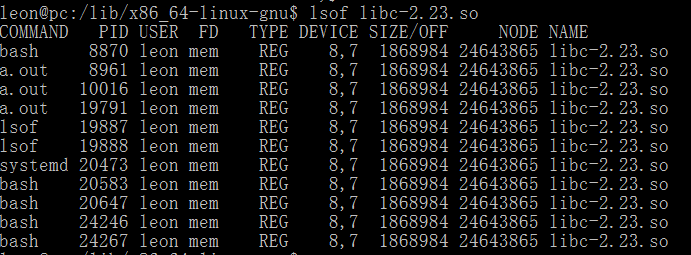 leon@pc:/lib/x86_64-linux-gnu$ lsof libc-2.23.so
COMMAND   PID USER  FD   TYPE DEVICE SIZE/OFF     NODE NAME
bash     8870 leon mem    REG    8,7  1868984 24643865 libc-2.23.so
a.out    8961 leon mem    REG    8,7  1868984 24643865 libc-2.23.so
a.out   10016 leon mem    REG    8,7  1868984 24643865 libc-2.23.so
a.out   19791 leon mem    REG    8,7  1868984 24643865 libc-2.23.so
lsof    19887 leon mem    REG    8,7  1868984 24643865 libc-2.23.so
lsof    19888 leon mem    REG    8,7  1868984 24643865 libc-2.23.so
systemd 20473 leon mem    REG    8,7  1868984 24643865 libc-2.23.so
bash    20583 leon mem    REG    8,7  1868984 24643865 libc-2.23.so
bash    20647 leon mem    REG    8,7  1868984 24643865 libc-2.23.so
bash    24246 leon mem    REG    8,7  1868984 24643865 libc-2.23.so
bash    24267 leon mem    REG    8,7  1868984 24643865 libc-2.23.so